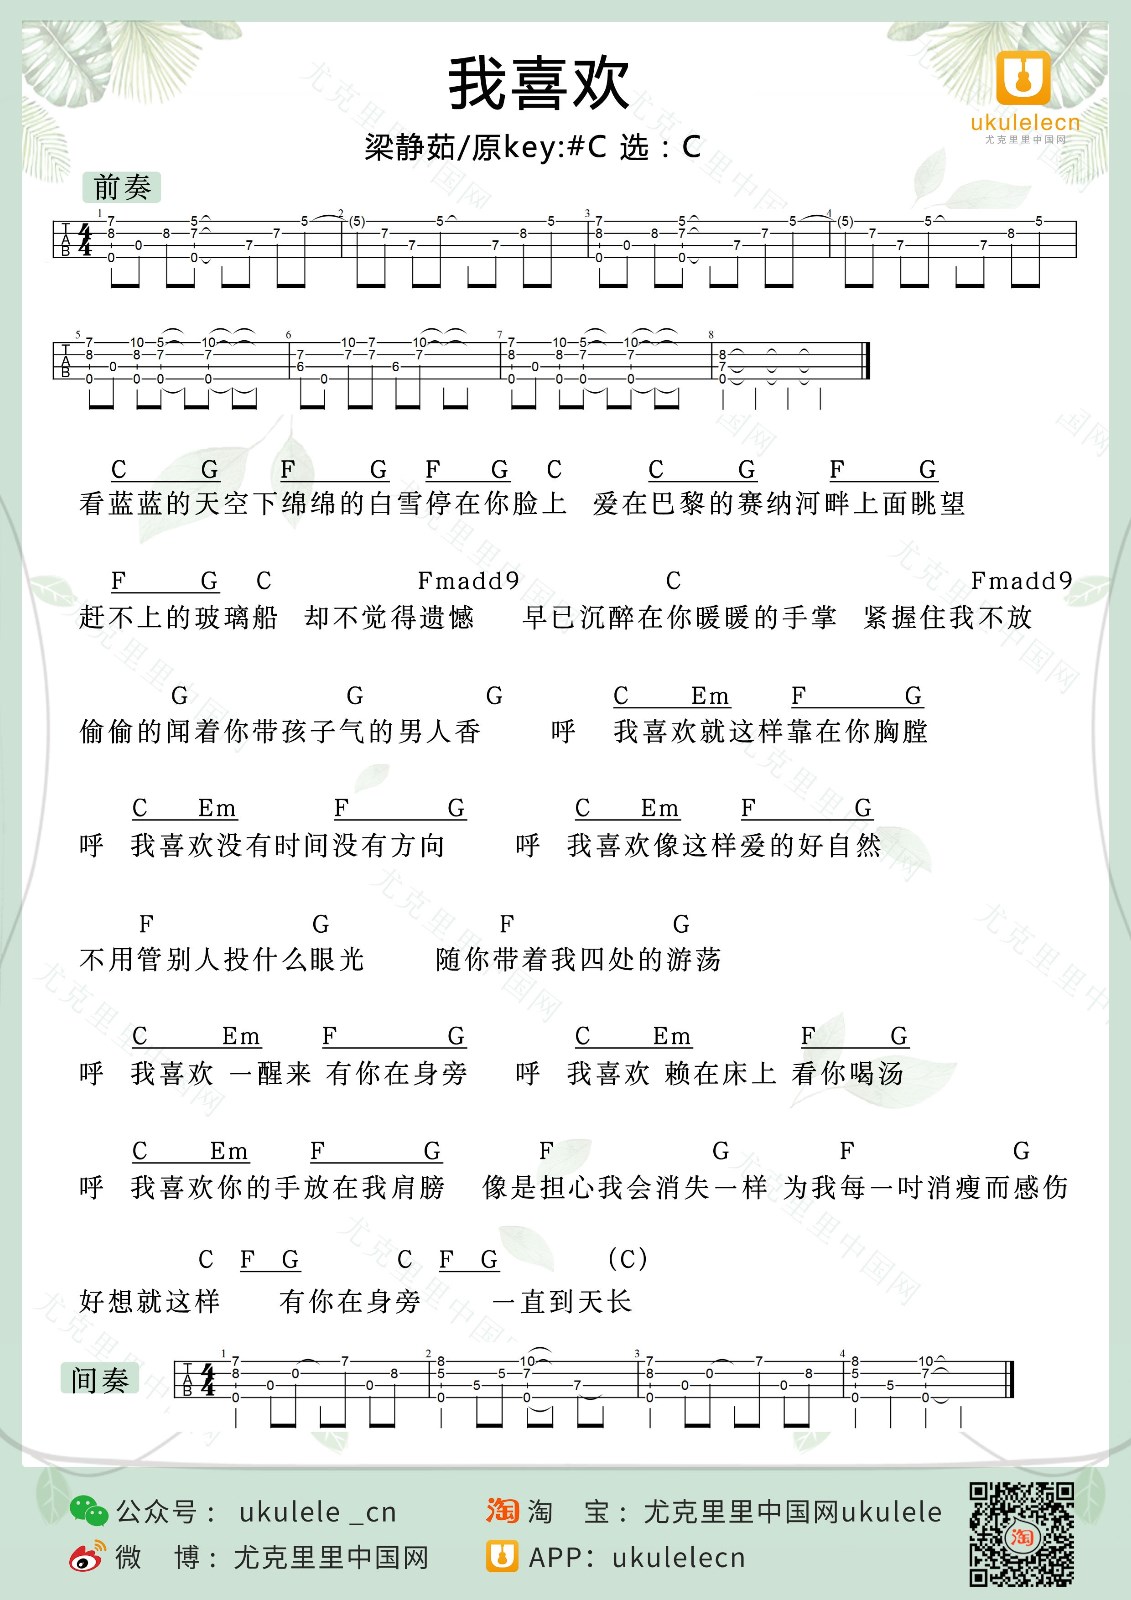 我喜欢
梁静茹/原key:#C 选：C
ukulelecn
尤克里里中国网
前奏
C G F G F G C C G F G
看蓝蓝的天空下绵绵的白雪停在你脸上 爱在巴黎的赛纳河畔上面眺望
F G C Fmadd9 C Fmadd9
赶不上的玻璃船 却不觉得遗憾 早已沉醉在你暖暖的手掌 紧握住我不放
G G G C Em F G
偷偷的闻着你带孩子气的男人香 呼 我喜欢就这样靠在你胸膛
C Em F G C Em F G
呼 我喜欢没有时间没有方向 呼 我喜欢像这样爱的好自然
F G F G
不用管别人投什么眼光 随你带着我四处的游荡
C Em F G C Em F G
呼 我喜欢 一醒来 有你在身旁 呼 我喜欢 赖在床上 看你喝汤
C Em F G F G F G
呼 我喜欢你的手放在我肩膀 像是担心我会消失一样 为我每一吋消瘦而感伤
C F G C F G (C)
好想就这样 有你在身旁 一直到天长
间奏
公众号： ukulele _cn
淘 宝：尤克里里中国网ukulele
微 博：尤克里里中国网
APP：ukulelecn